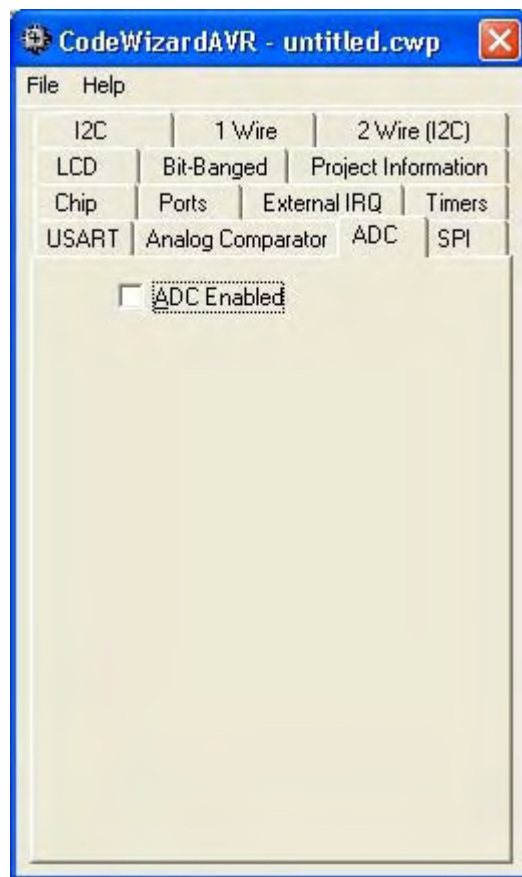 CodeWizardAVR - untitled.cwp
File Help
I2C 1 Wire 2 Wire (I2C)
LCD Bit-Banged Project Information
Chip Ports External IRQ Timers
USART Analog Comparator ADC SPI
ADC Enabled